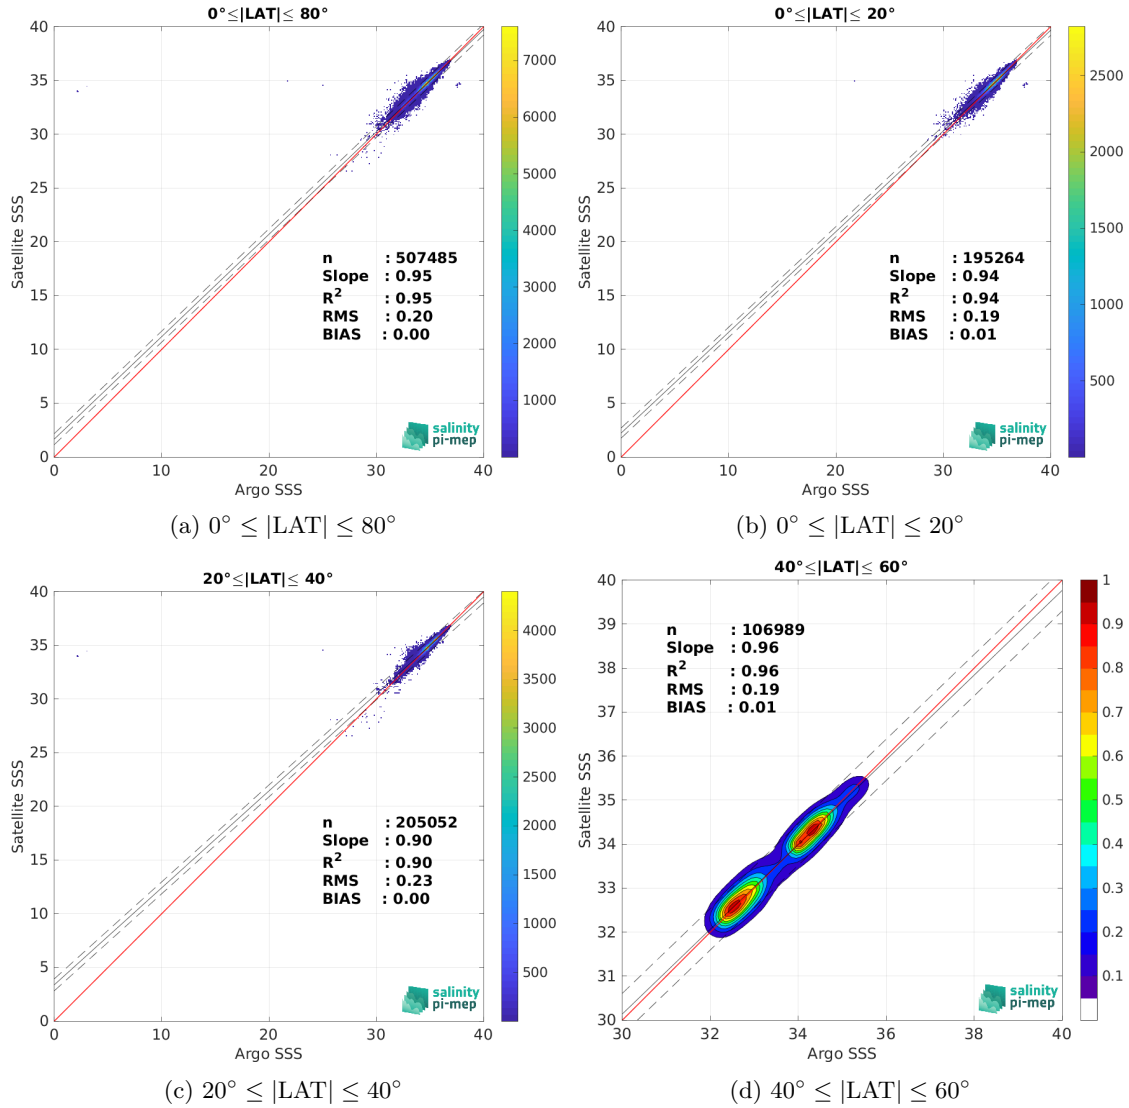 0°≤|LAT|≤ 80°
40
35
30
25
20
15
10
5
0
Satellite SSS
n : 507485
Slope : 0.95
R² : 0.95
RMS : 0.20
BIAS : 0.00
salinity
pi-mep
0 10 20 30 40
Argo SSS
7000
6000
5000
4000
3000
2000
1000
(a) 0° ≤ |LAT| ≤ 80°
0°≤|LAT|≤ 20°
40
35
30
25
20
15
10
5
0
Satellite SSS
n : 195264
Slope : 0.94
R² : 0.94
RMS : 0.19
BIAS : 0.01
salinity
pi-mep
0 10 20 30 40
Argo SSS
2500
2000
1500
1000
500
(b) 0° ≤ |LAT| ≤ 20°
20°≤|LAT|≤ 40°
40
35
30
25
20
15
10
5
0
Satellite SSS
n : 205052
Slope : 0.90
R² : 0.90
RMS : 0.23
BIAS : 0.00
salinity
pi-mep
0 10 20 30 40
Argo SSS
4000
3500
3000
2500
2000
1500
1000
500
(c) 20° ≤ |LAT| ≤ 40°
40°≤|LAT|≤ 60°
40
39
38
37
36
35
34
33
32
31
30
Satellite SSS
n : 106989
Slope : 0.96
R² : 0.96
RMS : 0.19
BIAS : 0.01
salinity
pi-mep
30 32 34 36 38 40
Argo SSS
1
0.9
0.8
0.7
0.6
0.5
0.4
0.3
0.2
0.1
(d) 40° ≤ |LAT| ≤ 60°